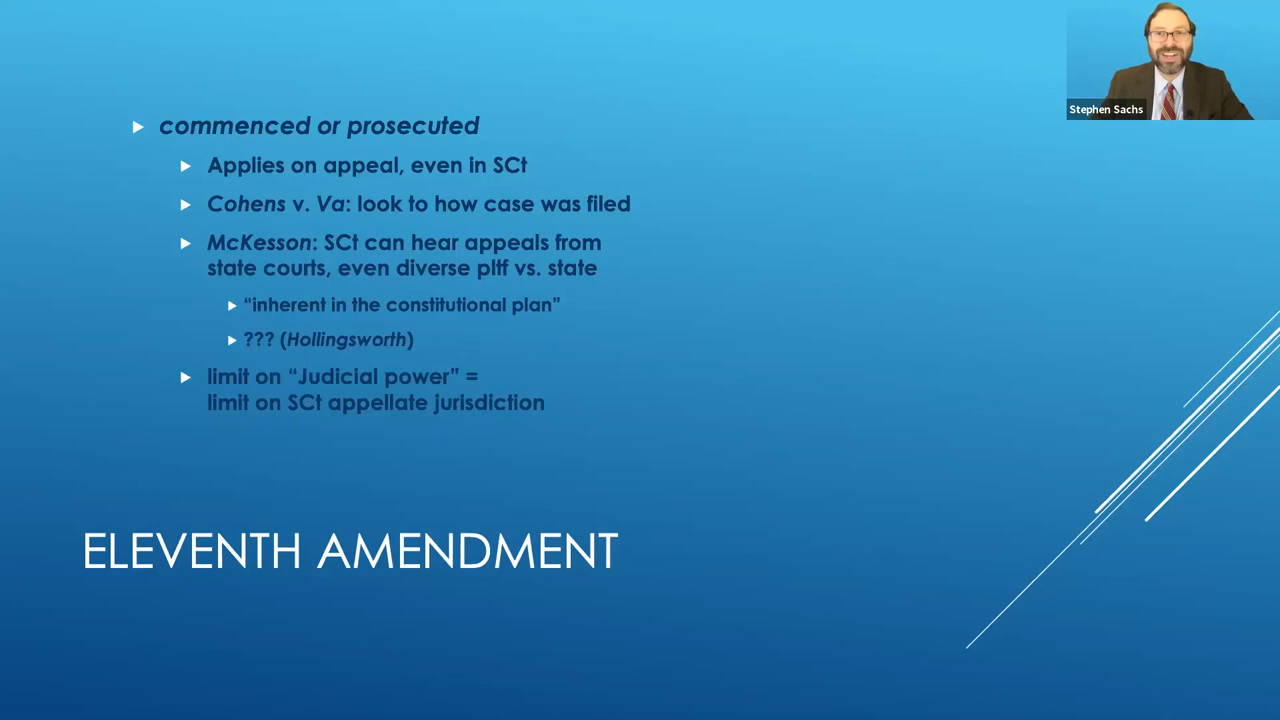 Stephen Sachs
commenced or prosecuted
Applies on appeal, even in SCt
Cohens v. Va: look to how case was filed
McKesson: SCt can hear appeals from
state courts, even diverse pltf vs. state
“inherent in the constitutional plan”
??? (Hollingsworth)
limit on “Judicial power” =
limit on SCt appellate jurisdiction
ELEVENTH AMENDMENT